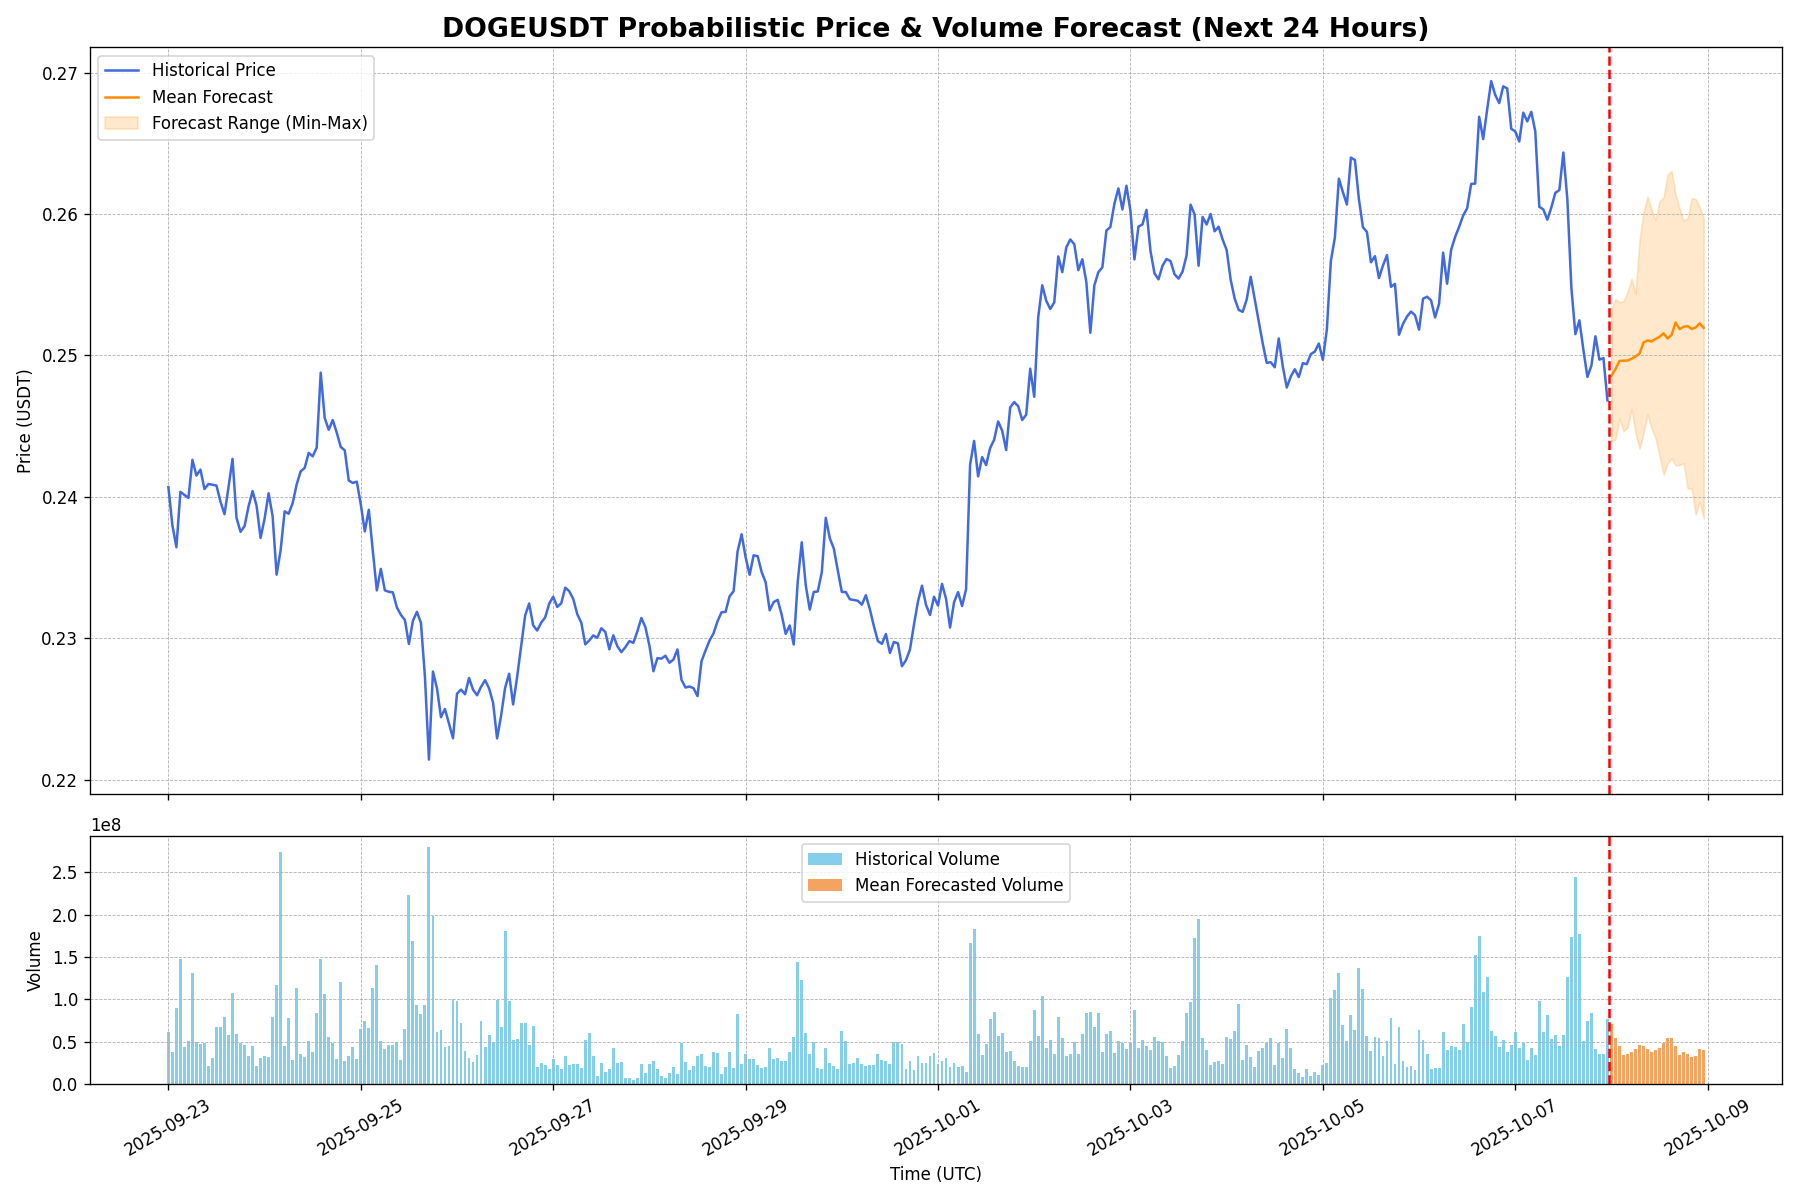 DOGEUSDT Probabilistic Price & Volume Forecast (Next 24 Hours)
Historical Price
Mean Forecast
Forecast Range (Min-Max)
Price (USDT)
0.27
0.26
0.25
0.24
0.23
0.22
1e8
Historical Volume
Mean Forecasted Volume
Volume
2.5
2.0
1.5
1.0
0.5
0.0
2025-09-23
2025-09-25
2025-09-27
2025-09-29
2025-10-01
2025-10-03
2025-10-05
2025-10-07
2025-10-09
Time (UTC)